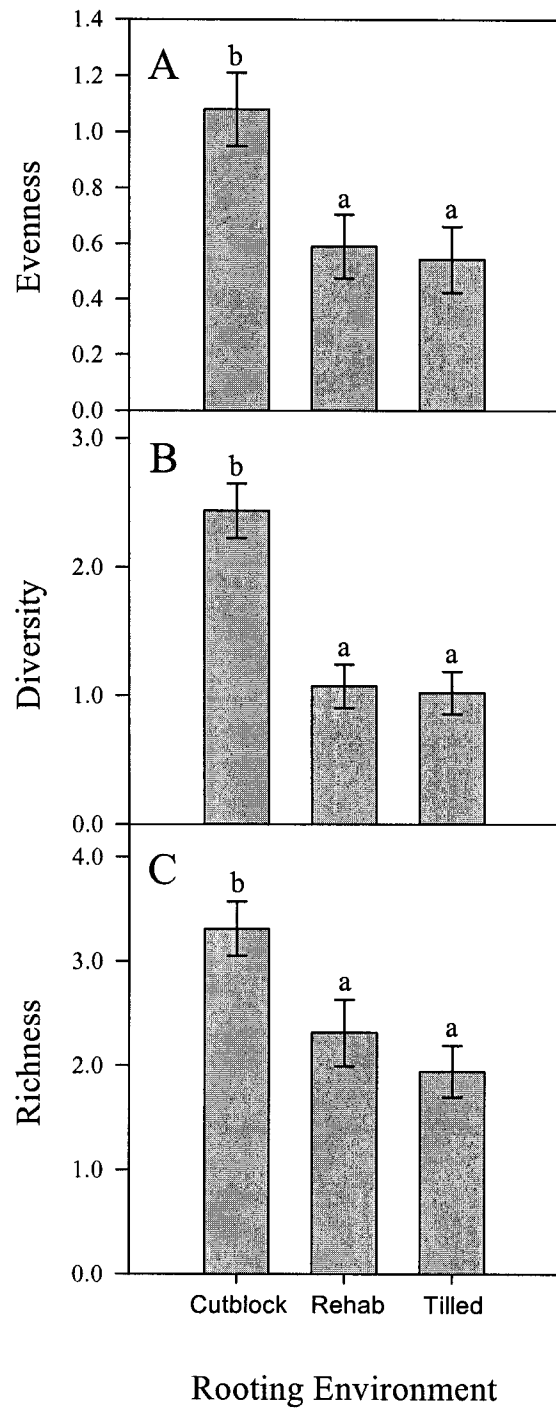 1.4
A
b
1.2
1.0
Evenness
0.8
a
a
0.6
0.4
0.2
0.0
3.0
B
b
2.0
Diversity
a
a
1.0
0.0
4.0
C
b
3.0
a
Richness
a
2.0
1.0
0.0
Cutblock Rehab Tilled
Rooting Environment